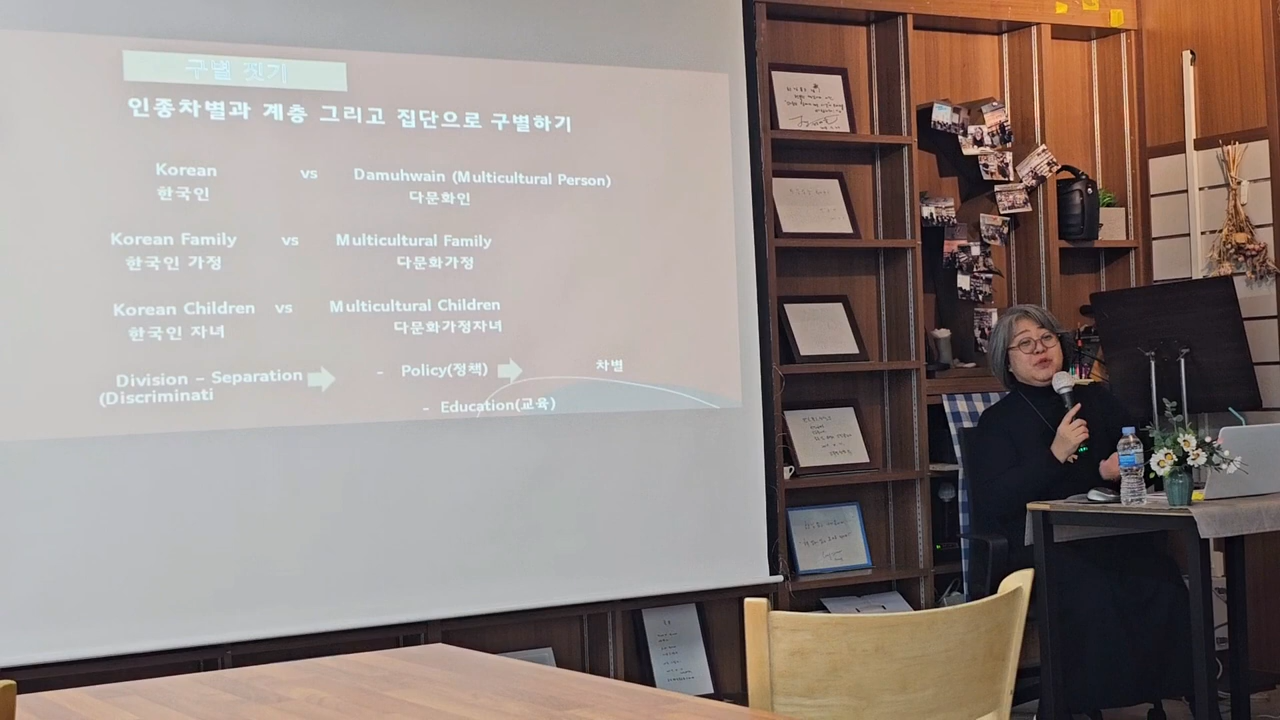 구별 짓기
인종차별과 계층 그리고 집단으로 구별하기
Korean vs Damuhwain (Multicultural Person)
한국인 다문화인
Korean Family vs Multicultural Family
한국인 가정 다문화가정
Korean Children vs Multicultural Children
한국인 자녀 다문화가정자녀
Division – Separation - Policy(정책) 차별
(Discriminati
- Education(교육)